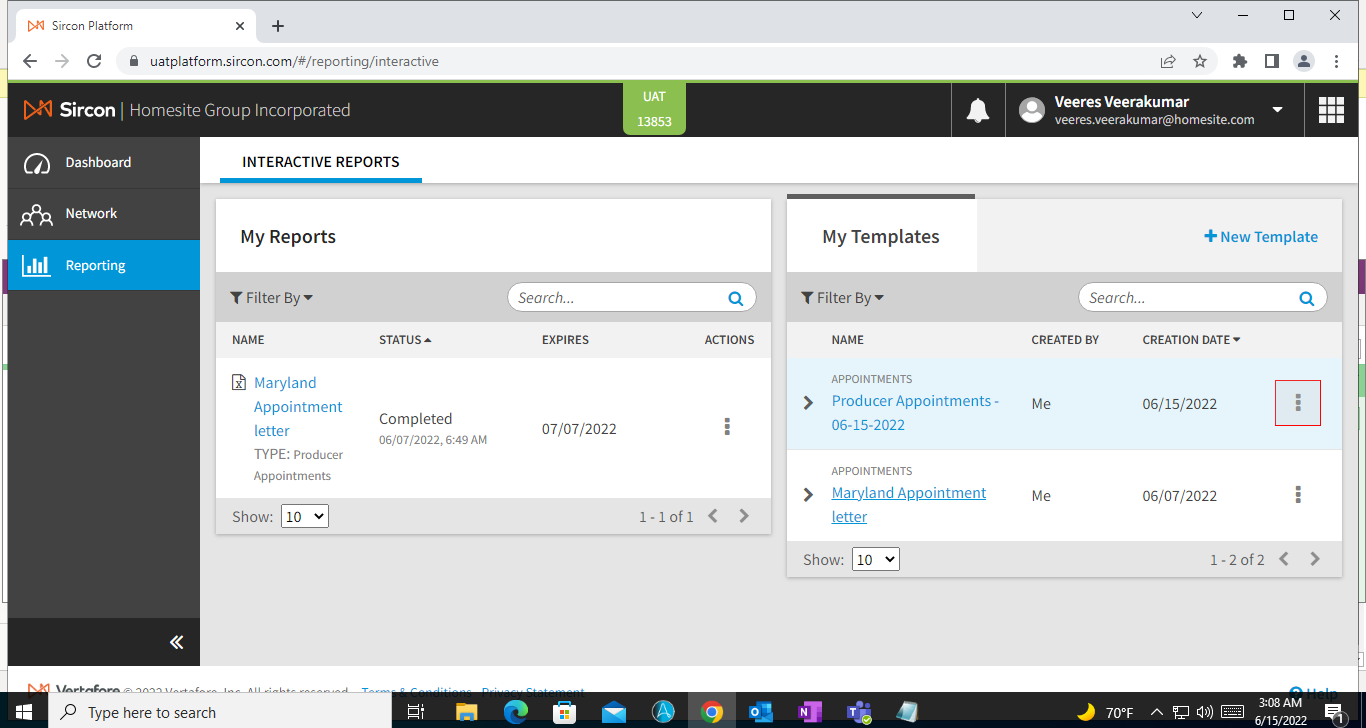 Sircon Platform
uatplatform.sircon.com/#/reporting/interactive
Sircon | Homesite Group Incorporated
UAT
13853
Veeres Veerakumar
veeres.veerakumar@homesite.com
Dashboard
Network
Reporting
INTERACTIVE REPORTS
My Reports
Filter By
Search...
NAME
STATUS
EXPIRES
ACTIONS
Maryland
Appointment
letter
TYPE: Producer
Appointments
Completed
06/07/2022, 6:49 AM
07/07/2022
Show: 10
1 - 1 of 1
My Templates
New Template
Filter By
Search...
NAME
CREATED BY
CREATION DATE
APPOINTMENTS
Producer Appointments -
06-15-2022
Me
06/15/2022
APPOINTMENTS
Maryland Appointment
letter
Me
06/07/2022
Show: 10
1 - 2 of 2
Vertafore © 2022 Vertafore, Inc. All rights reserved. Terms & Conditions Privacy Statement
Help
Type here to search
70°F
3:08 AM
6/15/2022
1